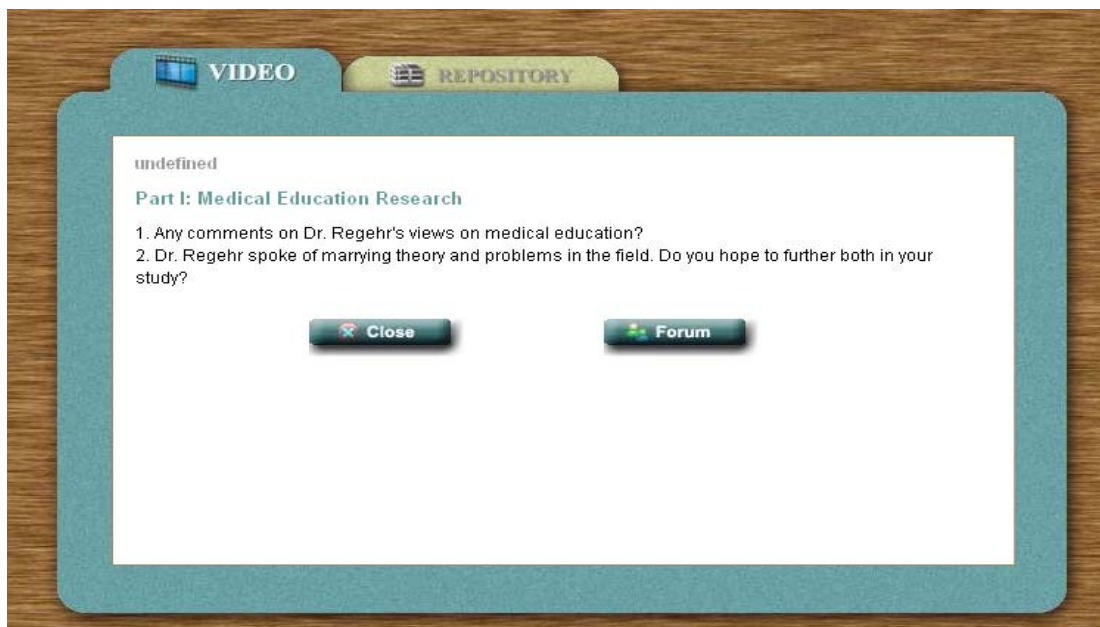 VIDEO
REPOSITORY
undefined
Part I: Medical Education Research
1. Any comments on Dr. Regehr's views on medical education?
2. Dr. Regehr spoke of marrying theory and problems in the field. Do you hope to further both in your
study?
Close
Forum